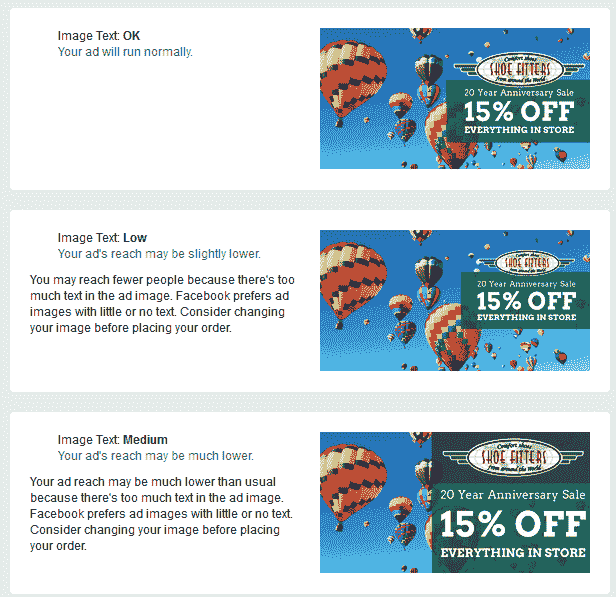 Image Text: OK
Your ad will run normally.
Comfort shoes
SHOE FITTERS
from around the World
20 Year Anniversary Sale
15% OFF
EVERYTHING IN STORE
Image Text: Low
Your ad's reach may be slightly lower.
You may reach fewer people because there's too
much text in the ad image. Facebook prefers ad
images with little or no text. Consider changing
your image before placing your order.
Comfort shoes
SHOE FITTERS
from around the World
20 Year Anniversary Sale
15% OFF
EVERYTHING IN STORE
Image Text: Medium
Your ad's reach may be much lower.
Your ad reach may be much lower than usual
because there's too much text in the ad image.
Facebook prefers ad images with little or no text.
Consider changing your image before placing
your order.
Comfort shoes
SHOE FITTERS
from around the World
20 Year Anniversary Sale
15% OFF
EVERYTHING IN STORE